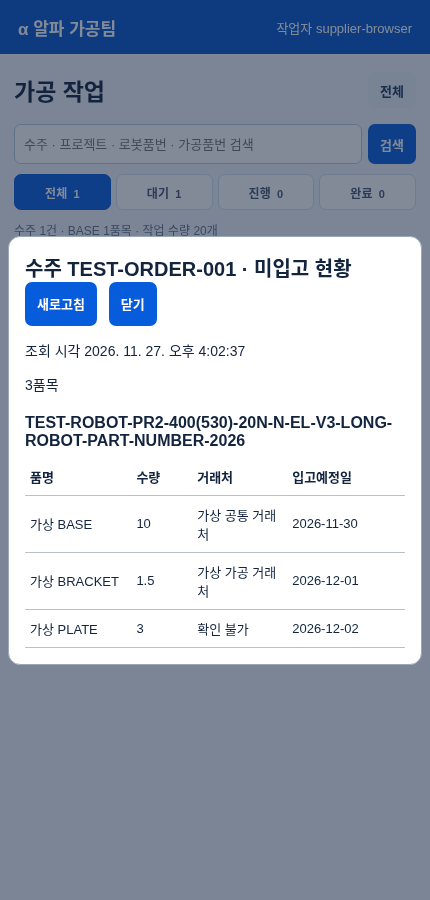 α 알파 가공팀 작업자 supplier-browser
가공 작업 전체
수주 · 프로젝트 · 로봇품번 · 가공품번 검색 검색
전체 1 대기 1 진행 0 완료 0
수주 1건 · BASE 1품목 · 작업 수량 20개
수주 TEST-ORDER-001 · 미입고 현황
새로고침 닫기
조회 시각 2026. 11. 27. 오후 4:02:37
3품목
TEST-ROBOT-PR2-400(530)-20N-N-EL-V3-LONG-
ROBOT-PART-NUMBER-2026
품명 수량 거래처 입고예정일
가상 BASE 10 가상 공통 거래처 2026-11-30
가상 BRACKET 1.5 가상 가공 거래처 2026-12-01
가상 PLATE 3 확인 불가 2026-12-02